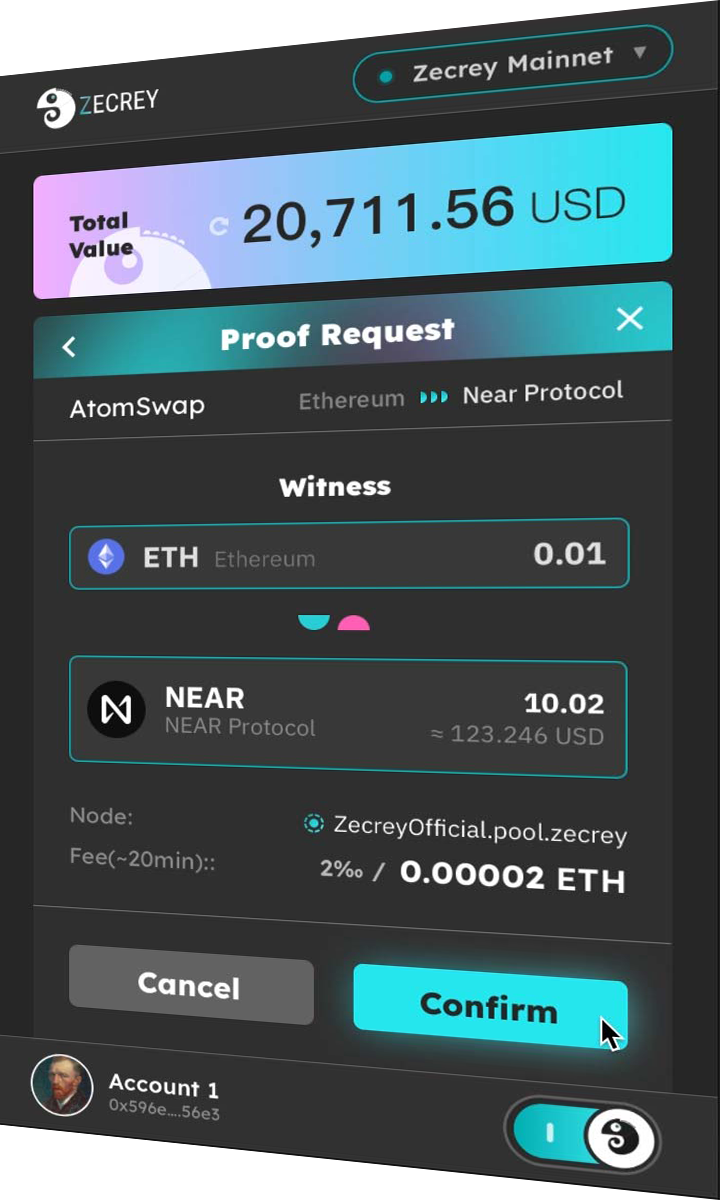 ZECREY
Zecrey Mainnet
Total
Value
20,711.56 USD
Proof Request
AtomSwap
Ethereum
Near Protocol
Witness
ETH Ethereum
0.01
NEAR
NEAR Protocol
10.02
≈ 123.246 USD
Node:
ZecreyOfficial.pool.zecrey
Fee(~20min)::
2‰ / 0.00002 ETH
Cancel
Confirm
Account 1
0x596e....56e3